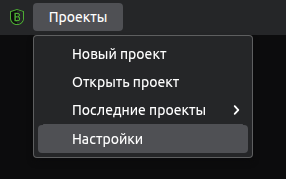 B
Проекты
Новый проект
Открыть проект
Последние проекты
Настройки